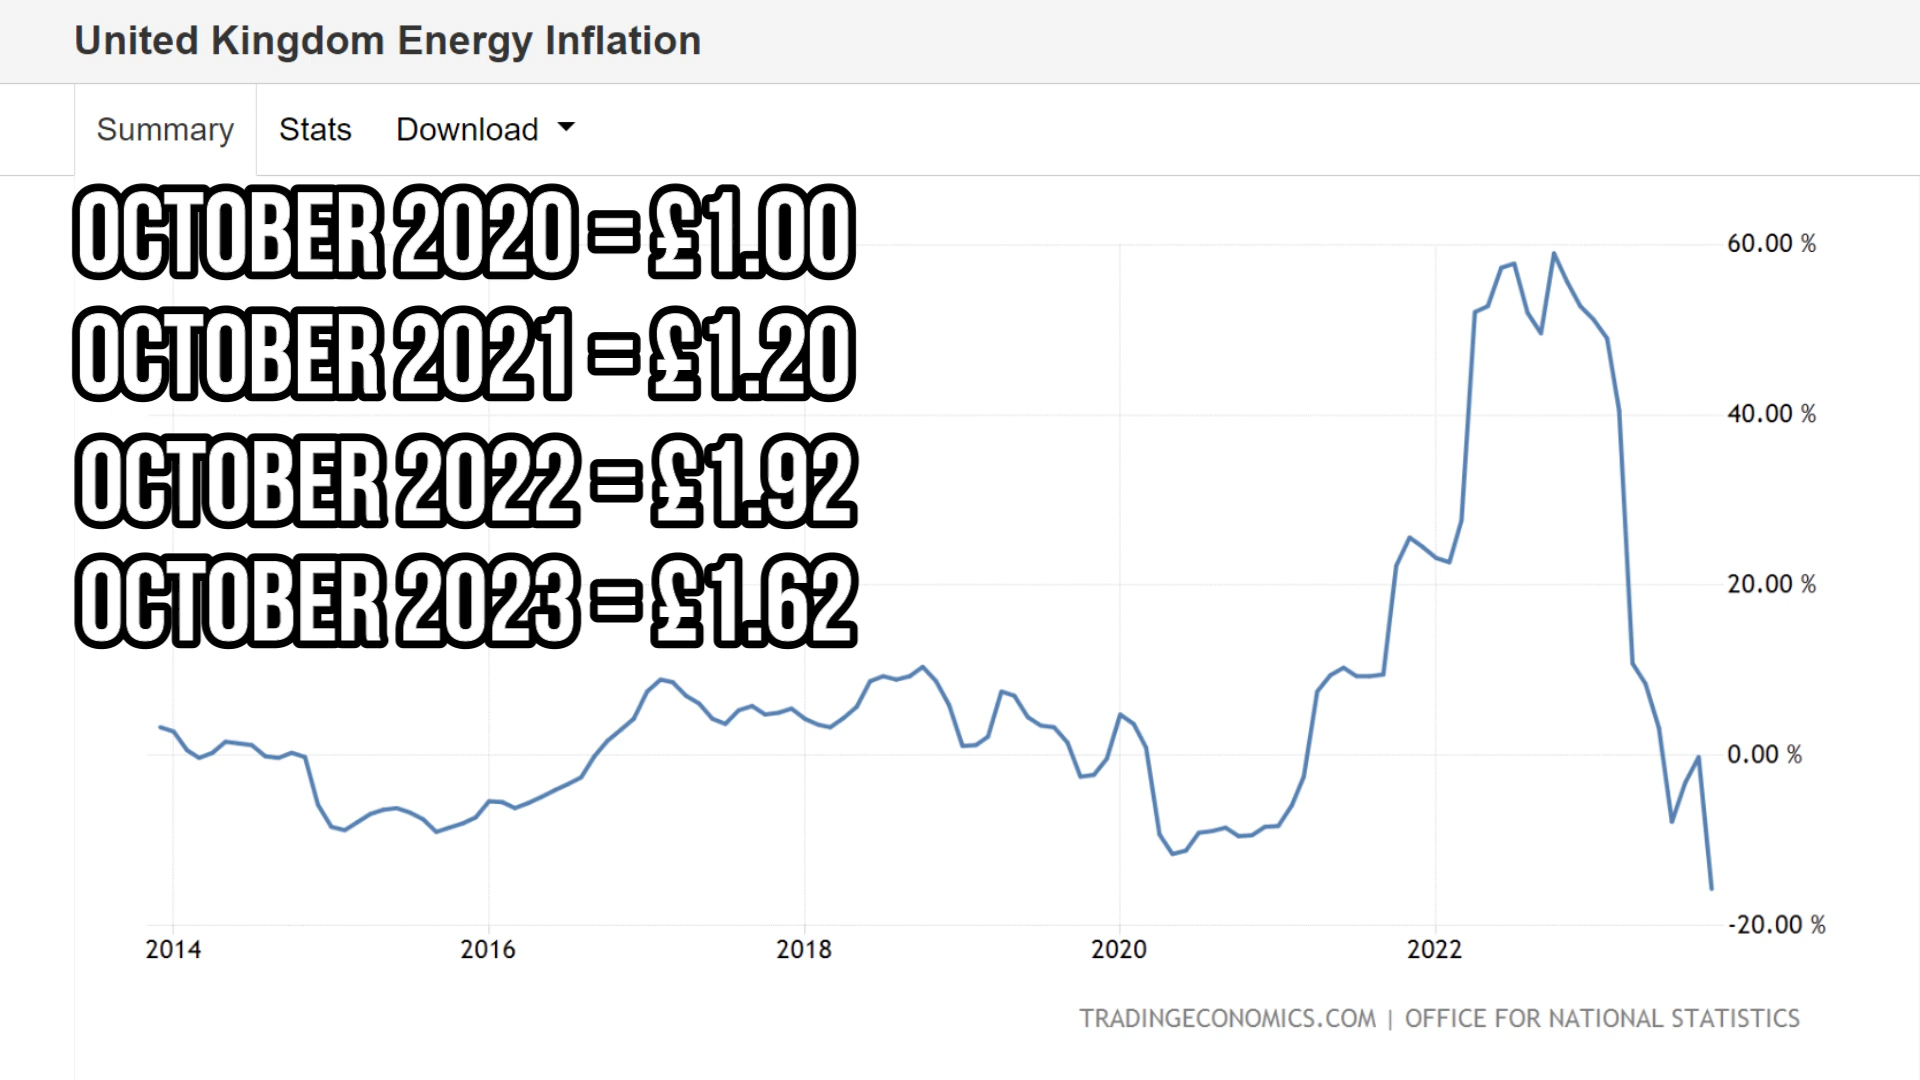 United Kingdom Energy Inflation
Summary Stats Download
OCTOBER 2020 = £1.00
OCTOBER 2021 = £1.20
OCTOBER 2022 = £1.92
OCTOBER 2023 = £1.62
60.00 %
40.00 %
20.00 %
0.00 %
-20.00 %
2014 2016 2018 2020 2022
TRADINGECONOMICS.COM | OFFICE FOR NATIONAL STATISTICS